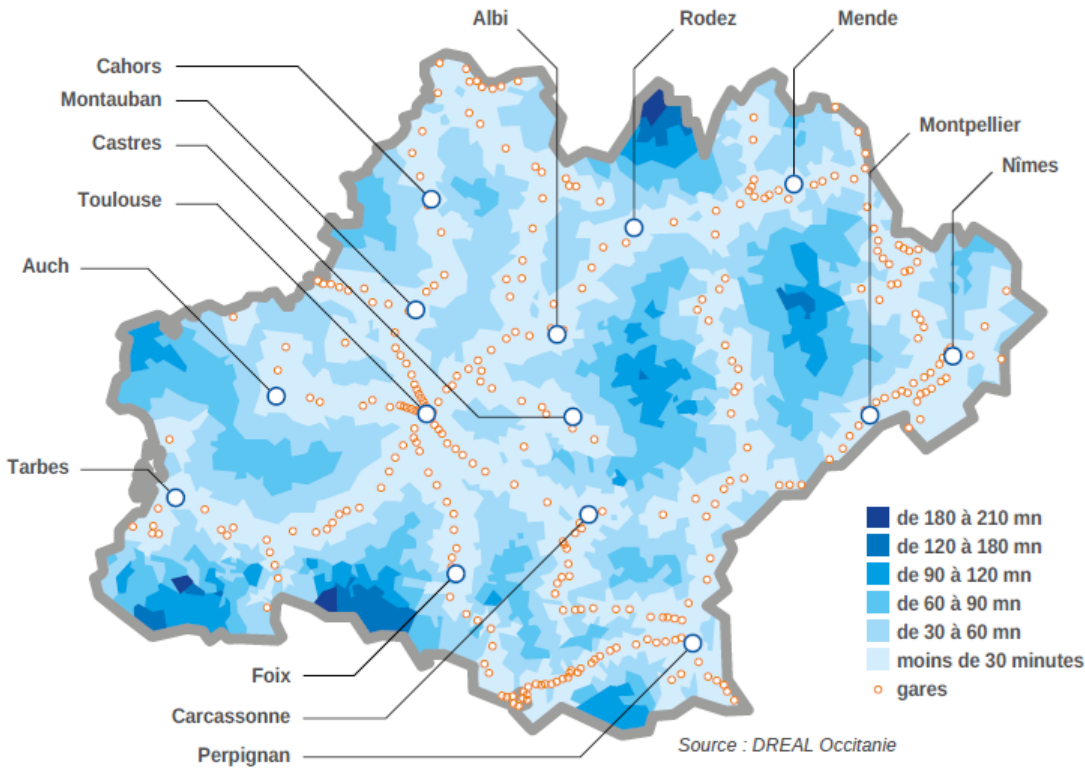 Albi
Rodez
Mende
Cahors
Montauban
Castres
Toulouse
Montpellier
Nîmes
Auch
Tarbes
Foix
Carcassonne
Perpignan
de 180 à 210 mn
de 120 à 180 mn
de 90 à 120 mn
de 60 à 90 mn
de 30 à 60 mn
moins de 30 minutes
gares
Source : DREAL Occitanie